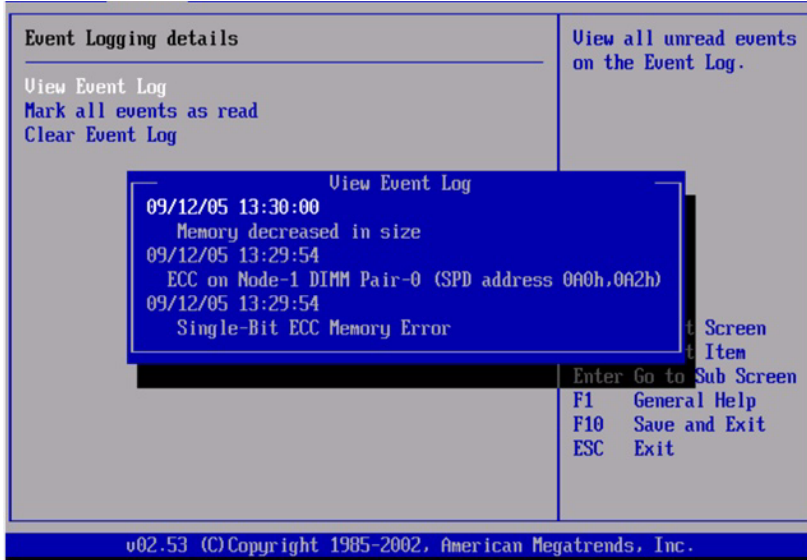 Event Logging details
View all unread events
on the Event Log.
View Event Log
Mark all events as read
Clear Event Log
View Event Log
09/12/05 13:30:00
Memory decreased in size
09/12/05 13:29:54
ECC on Node-1 DIMM Pair-0 (SPD address 0A0h,0A2h)
09/12/05 13:29:54
Single-Bit ECC Memory Error
t Screen
t Item
Enter Go to Sub Screen
F1 General Help
F10 Save and Exit
ESC Exit
v02.53 (C)Copyright 1985-2002, American Megatrends, Inc.